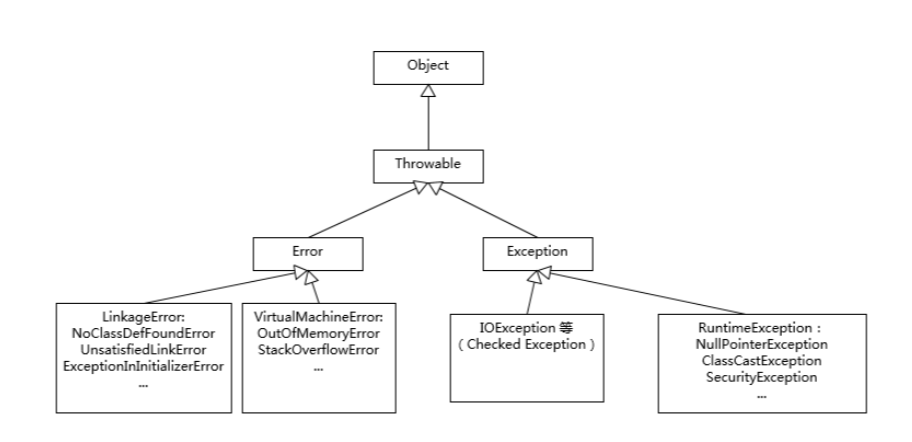 Object
Throwable
Error
Exception
LinkageError:
NoClassDefFoundError
UnsatisfiedLinkError
ExceptionInInitializerError
...
VirtualMachineError:
OutOfMemoryError
StackOverflowError
...
IOException 等
（Checked Exception）
RuntimeException：
NullPointerException
ClassCastException
SecurityException
...